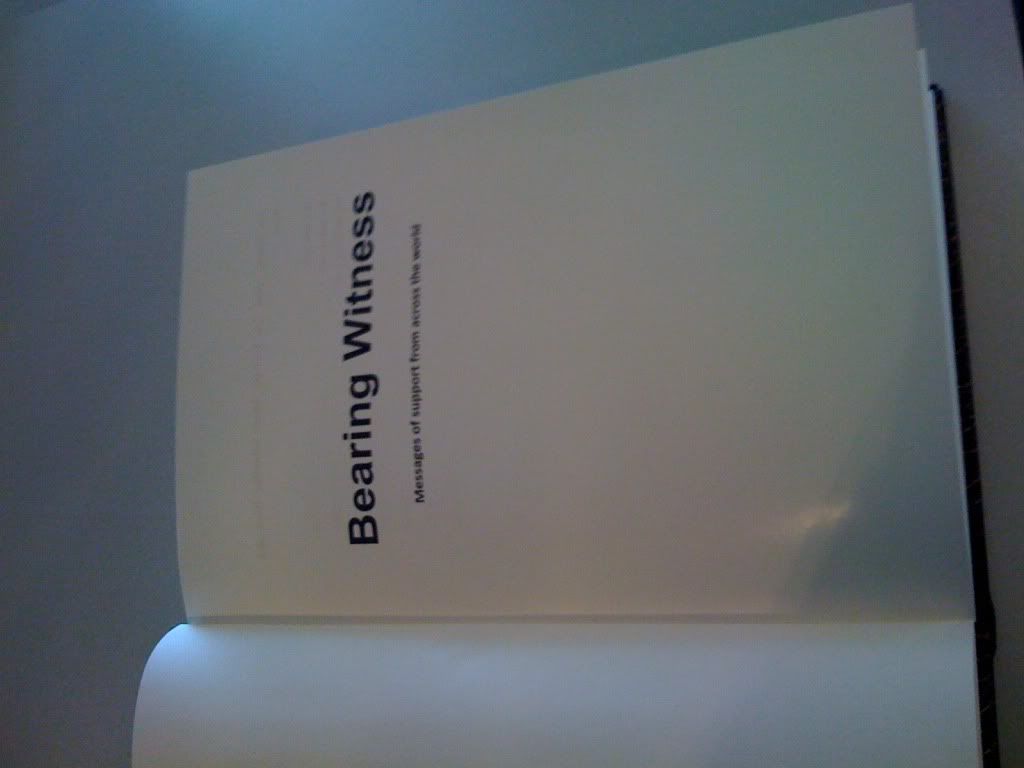 Bearing Witness
Messages of support from across the world